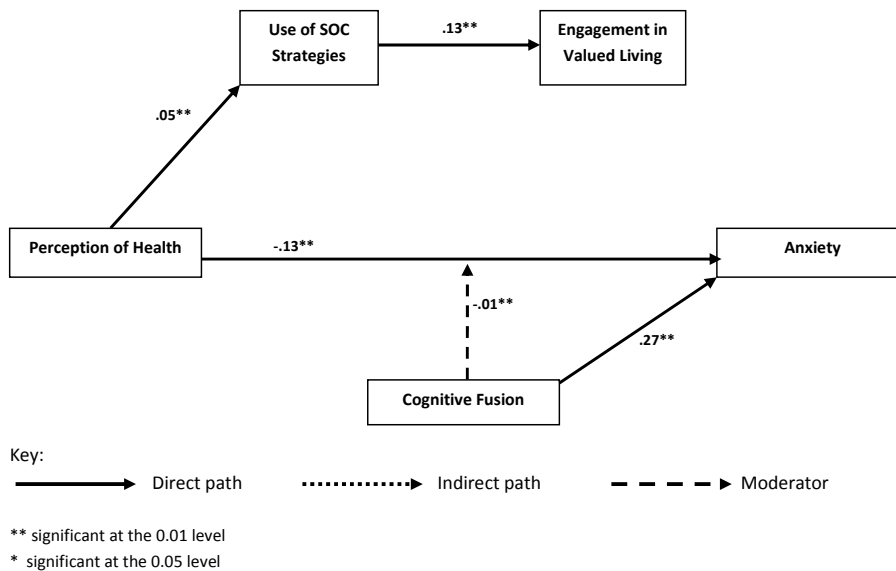 Use of SOC
Strategies
.13**
Engagement in
Valued Living
.05**
Perception of Health
-.13**
Anxiety
-.01**
.27**
Cognitive Fusion
Key:
Direct path
Indirect path
Moderator
** significant at the 0.01 level
* significant at the 0.05 level